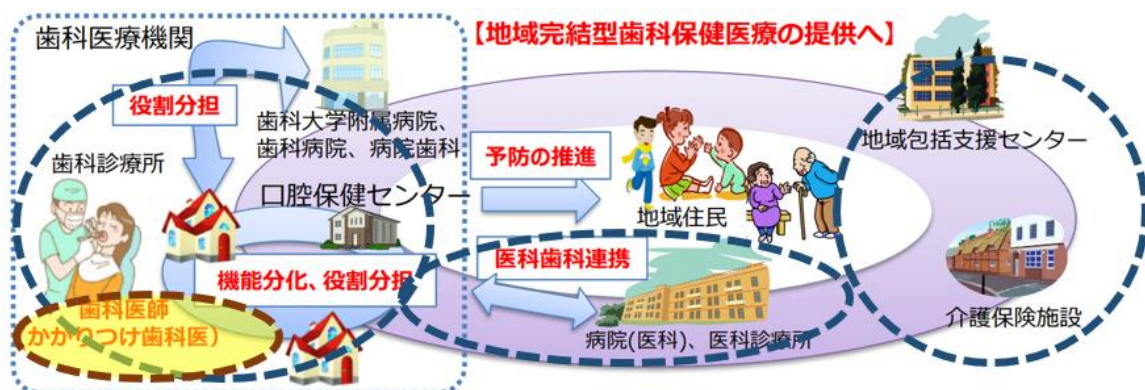 歯科医療機関
【地域完結型歯科保健医療の提供へ】
役割分担
歯科大学附属病院、
歯科病院、病院歯科
歯科診療所
口腔保健センター
予防の推進
地域住民
地域包括支援センター
機能分化、役割分担
医科歯科連携
病院(医科)、医科診療所
介護保険施設
歯科医師
かかりつけ歯科医）